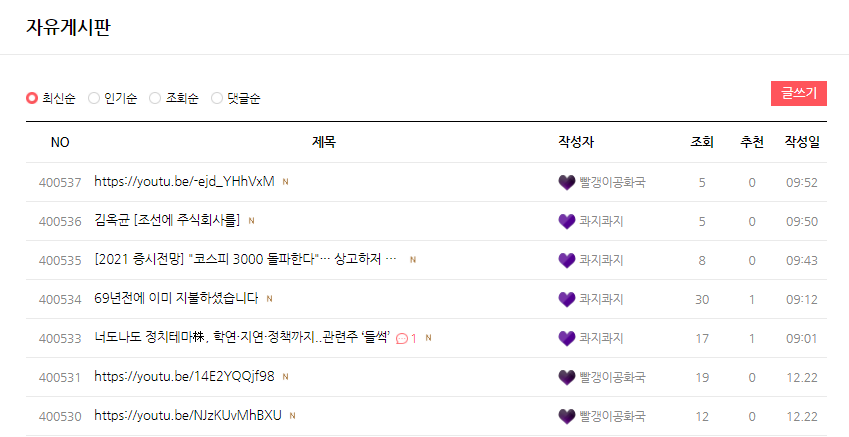 자유게시판
최신순 인기순 조회순 댓글순 글쓰기
NO 제목 작성자 조회 추천 작성일
400537 https://youtu.be/-ejd_YHhVxM N 빨갱이공화국 5 0 09:52
400536 김옥균 [조선에 주식회사를] N 콰지콰지 5 0 09:50
400535 [2021 증시전망] "코스피 3000 돌파한다"… 상고하저 … N 콰지콰지 8 0 09:43
400534 69년전에 이미 지불하셨습니다 N 콰지콰지 30 1 09:12
400533 너도나도 정치테마株, 학연·지연·정책까지..관련주 ‘들썩’ 1 N 콰지콰지 17 1 09:01
400531 https://youtu.be/14E2YQQjf98 N 빨갱이공화국 19 0 12.22
400530 https://youtu.be/NJzKUvMhBXU N 빨갱이공화국 12 0 12.22